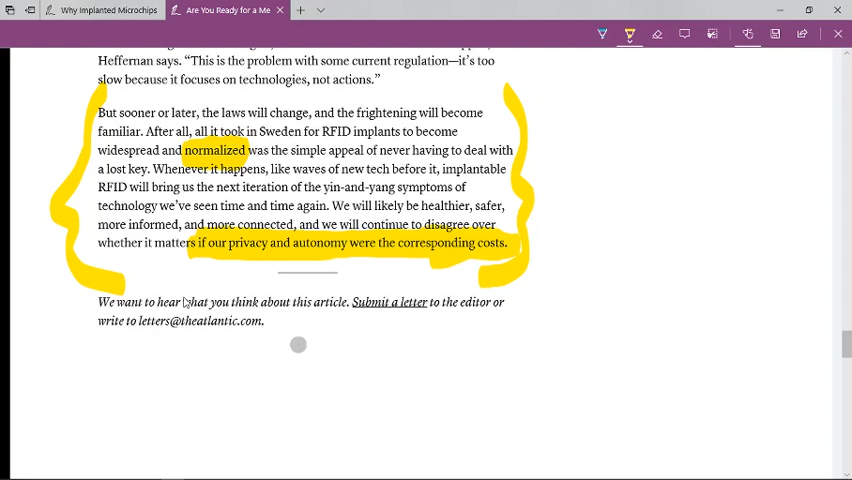 Why Implanted Microchips
Are You Ready for a Me
Heffernan says. “This is the problem with some current regulation—it’s too
slow because it focuses on technologies, not actions.”
But sooner or later, the laws will change, and the frightening will become
familiar. After all, all it took in Sweden for RFID implants to become
widespread and normalized was the simple appeal of never having to deal with
a lost key. Whenever it happens, like waves of new tech before it, implantable
RFID will bring us the next iteration of the yin-and-yang symptoms of
technology we’ve seen time and time again. We will likely be healthier, safer,
more informed, and more connected, and we will continue to disagree over
whether it matters if our privacy and autonomy were the corresponding costs.
We want to hear what you think about this article. Submit a letter to the editor or
write to letters@theatlantic.com.